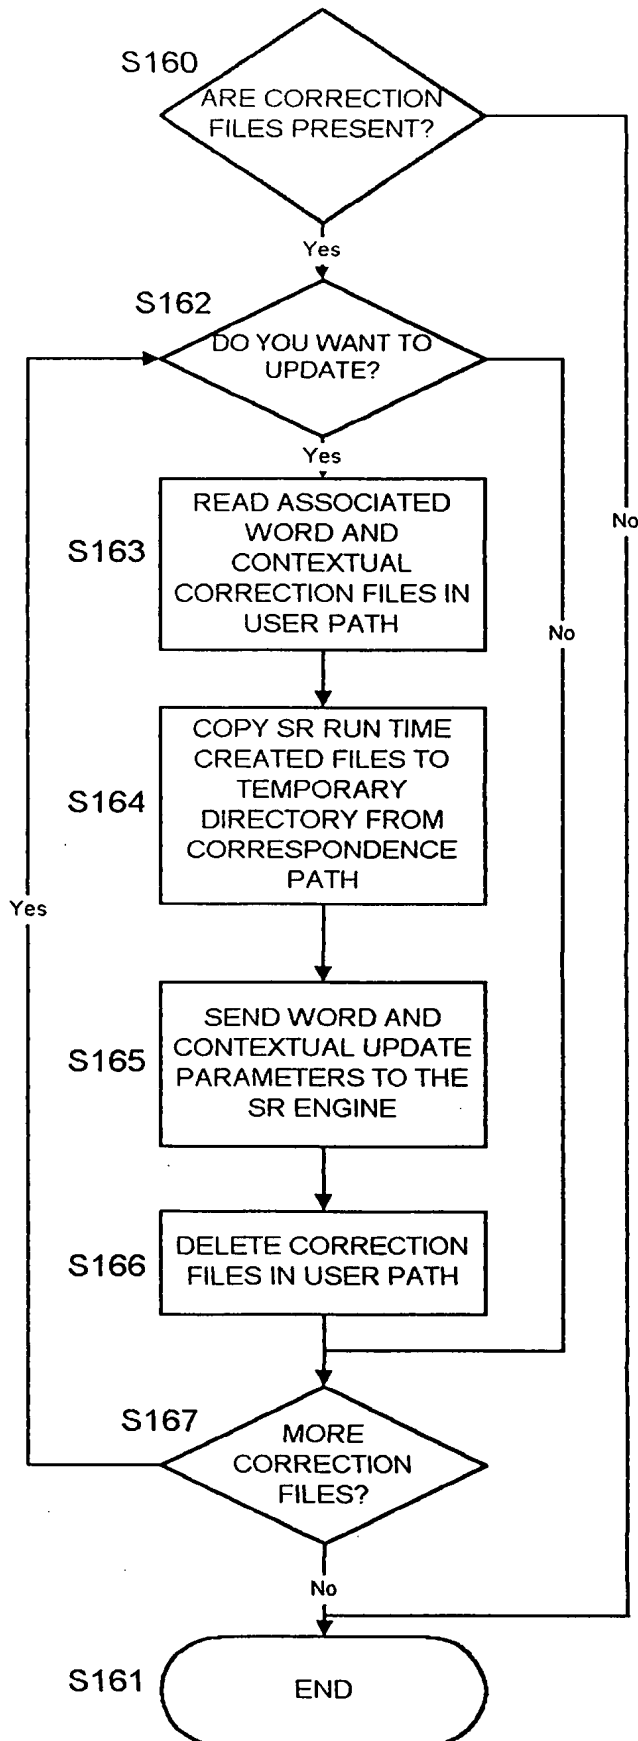 S160
ARE CORRECTION
FILES PRESENT?
Yes
S162
DO YOU WANT TO
UPDATE?
Yes
S163
READ ASSOCIATED
WORD AND
CONTEXTUAL
CORRECTION FILES IN
USER PATH
No
No
S164
COPY SR RUN TIME
CREATED FILES TO
TEMPORARY
DIRECTORY FROM
CORRESPONDENCE
PATH
Yes
S165
SEND WORD AND
CONTEXTUAL UPDATE
PARAMETERS TO THE
SR ENGINE
S166
DELETE CORRECTION
FILES IN USER PATH
S167
MORE
CORRECTION
FILES?
No
S161
END